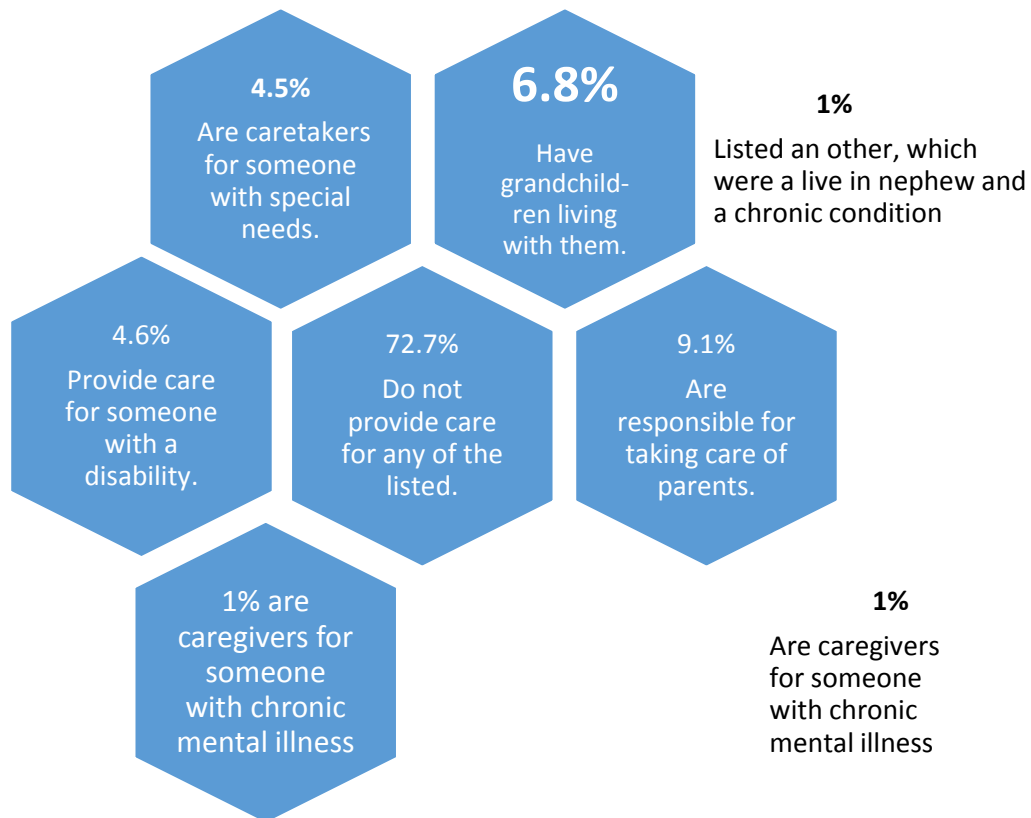 4.5%
Are caretakers
for someone
with special
needs.
6.8%
Have
grandchild-
ren living
with them.
1%
Listed an other, which
were a live in nephew and
a chronic condition
4.6%
Provide care
for someone
with a
disability.
72.7%
Do not
provide care
for any of the
listed.
9.1%
Are
responsible for
taking care of
parents.
1% are
caregivers for
someone
with chronic
mental illness
1%
Are caregivers
for someone
with chronic
mental illness